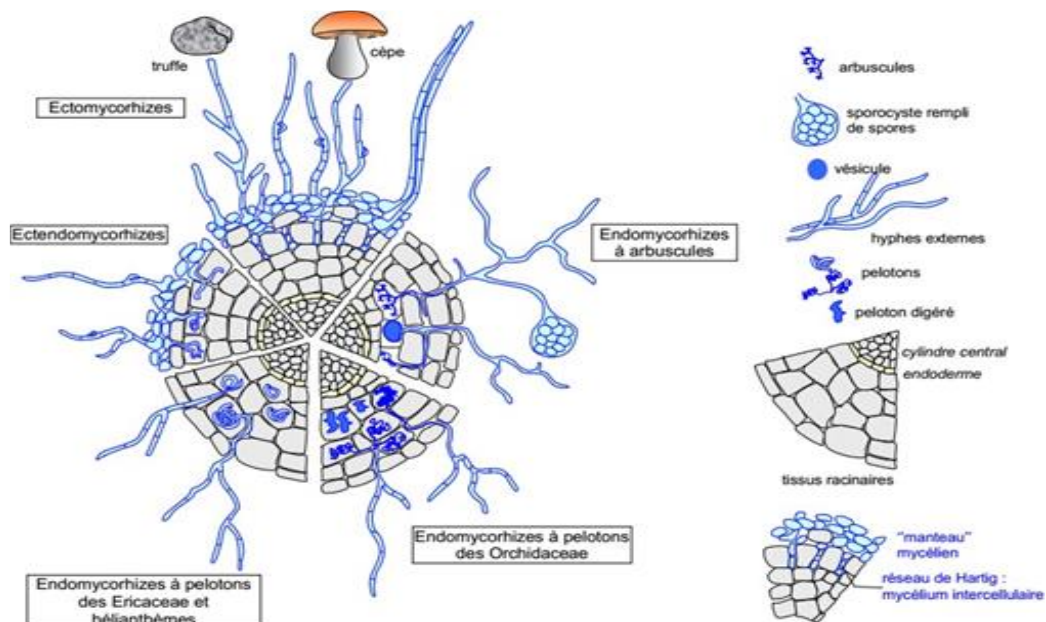 truffe
cèpe
Ectomycorhizes
Ectendomycorhizes
Endomycorhizes
à arbuscules
Endomycorhizes à pelotons
des Orchidaceae
Endomycorhizes à pelotons
des Ericaceae et
hélianthèmes
arbuscules
sporocyste rempli
de spores
vésicule
hyphes externes
pelotons
peloton digéré
cylindre central
endoderme
tissus racinaires
"manteau"
mycélien
réseau de Hartig :
mycélium intercellulaire